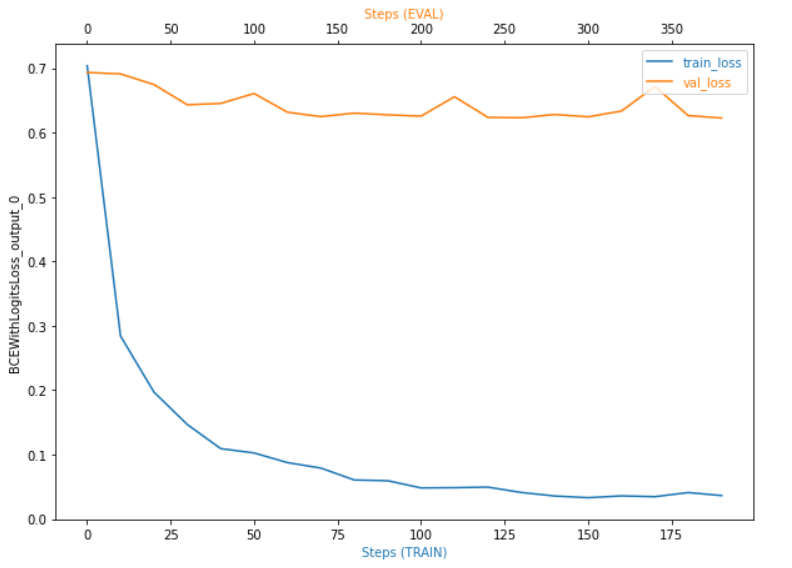 Steps (EVAL)
0 50 100 150 200 250 300 350
train_loss
val_loss
0.7
0.6
0.5
0.4
0.3
0.2
0.1
0.0
BCEWithLogitsLoss_output_0
0 25 50 75 100 125 150 175
Steps (TRAIN)